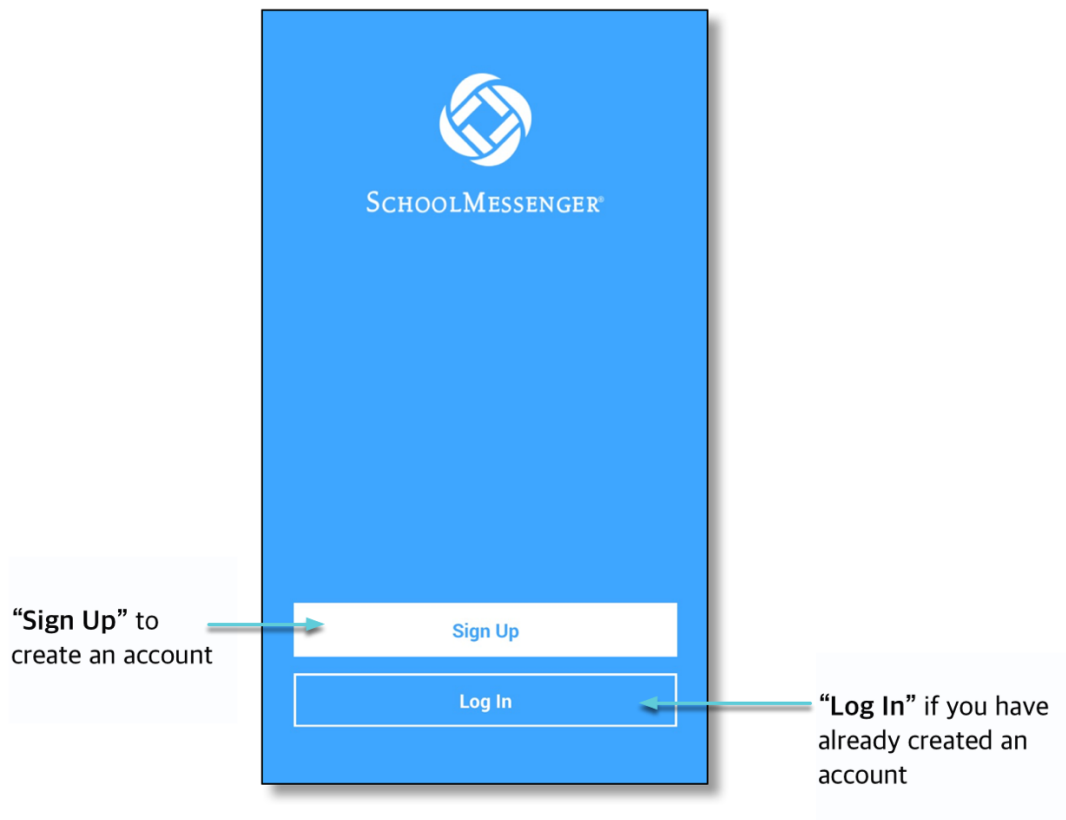 SCHOOLMESSENGER®
“Sign Up” to
create an account
Sign Up
Log In
“Log In” if you have
already created an
account